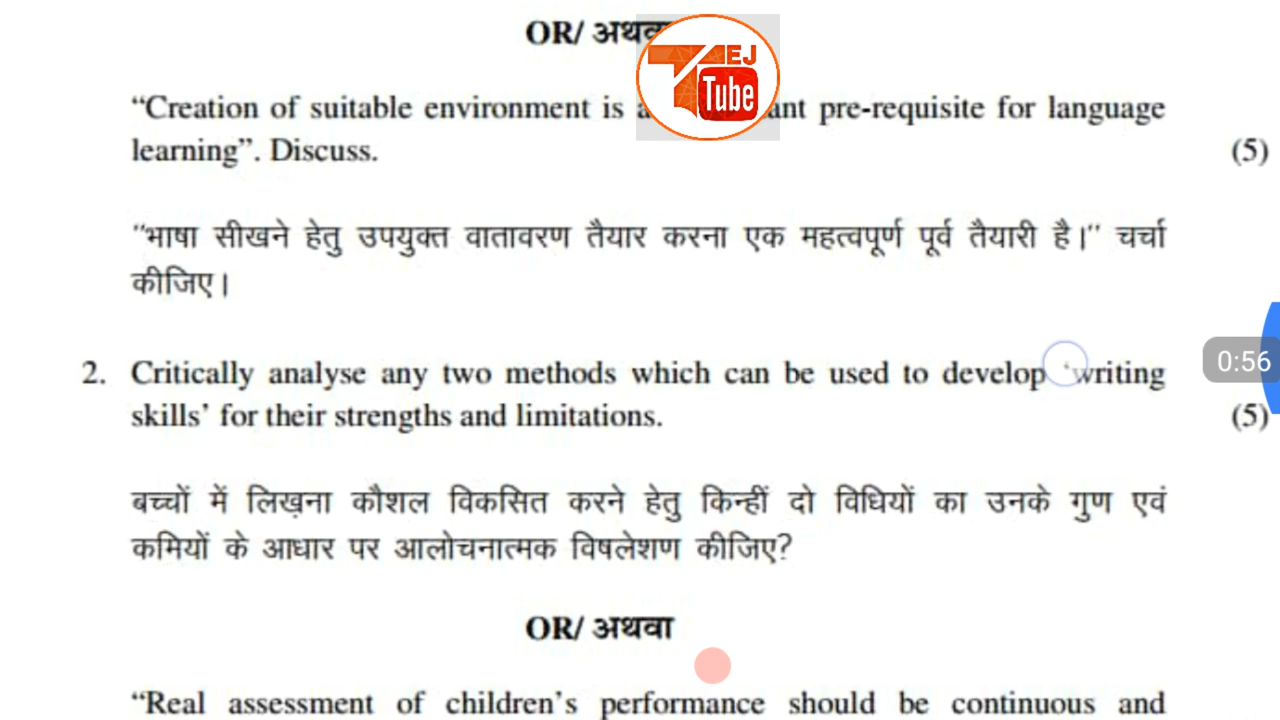 OR/ अथवा
EJ
Tube
“Creation of suitable environment is ant pre-requisite for language
learning”. Discuss.
(5)
“भाषा सीखने हेतु उपयुक्त वातावरण तैयार करना एक महत्वपूर्ण पूर्व तैयारी है।” चर्चा
कीजिए।
0:56
2. Critically analyse any two methods which can be used to develop ‘writing
skills’ for their strengths and limitations.
(5)
बच्चों में लिख़ना कौशल विकसित करने हेतु किन्हीं दो विधियों का उनके गुण एवं
कमियों के आधार पर आलोचनात्मक विषलेशण कीजिए?
OR/ अथवा
“Real assessment of children’s performance should be continuous and